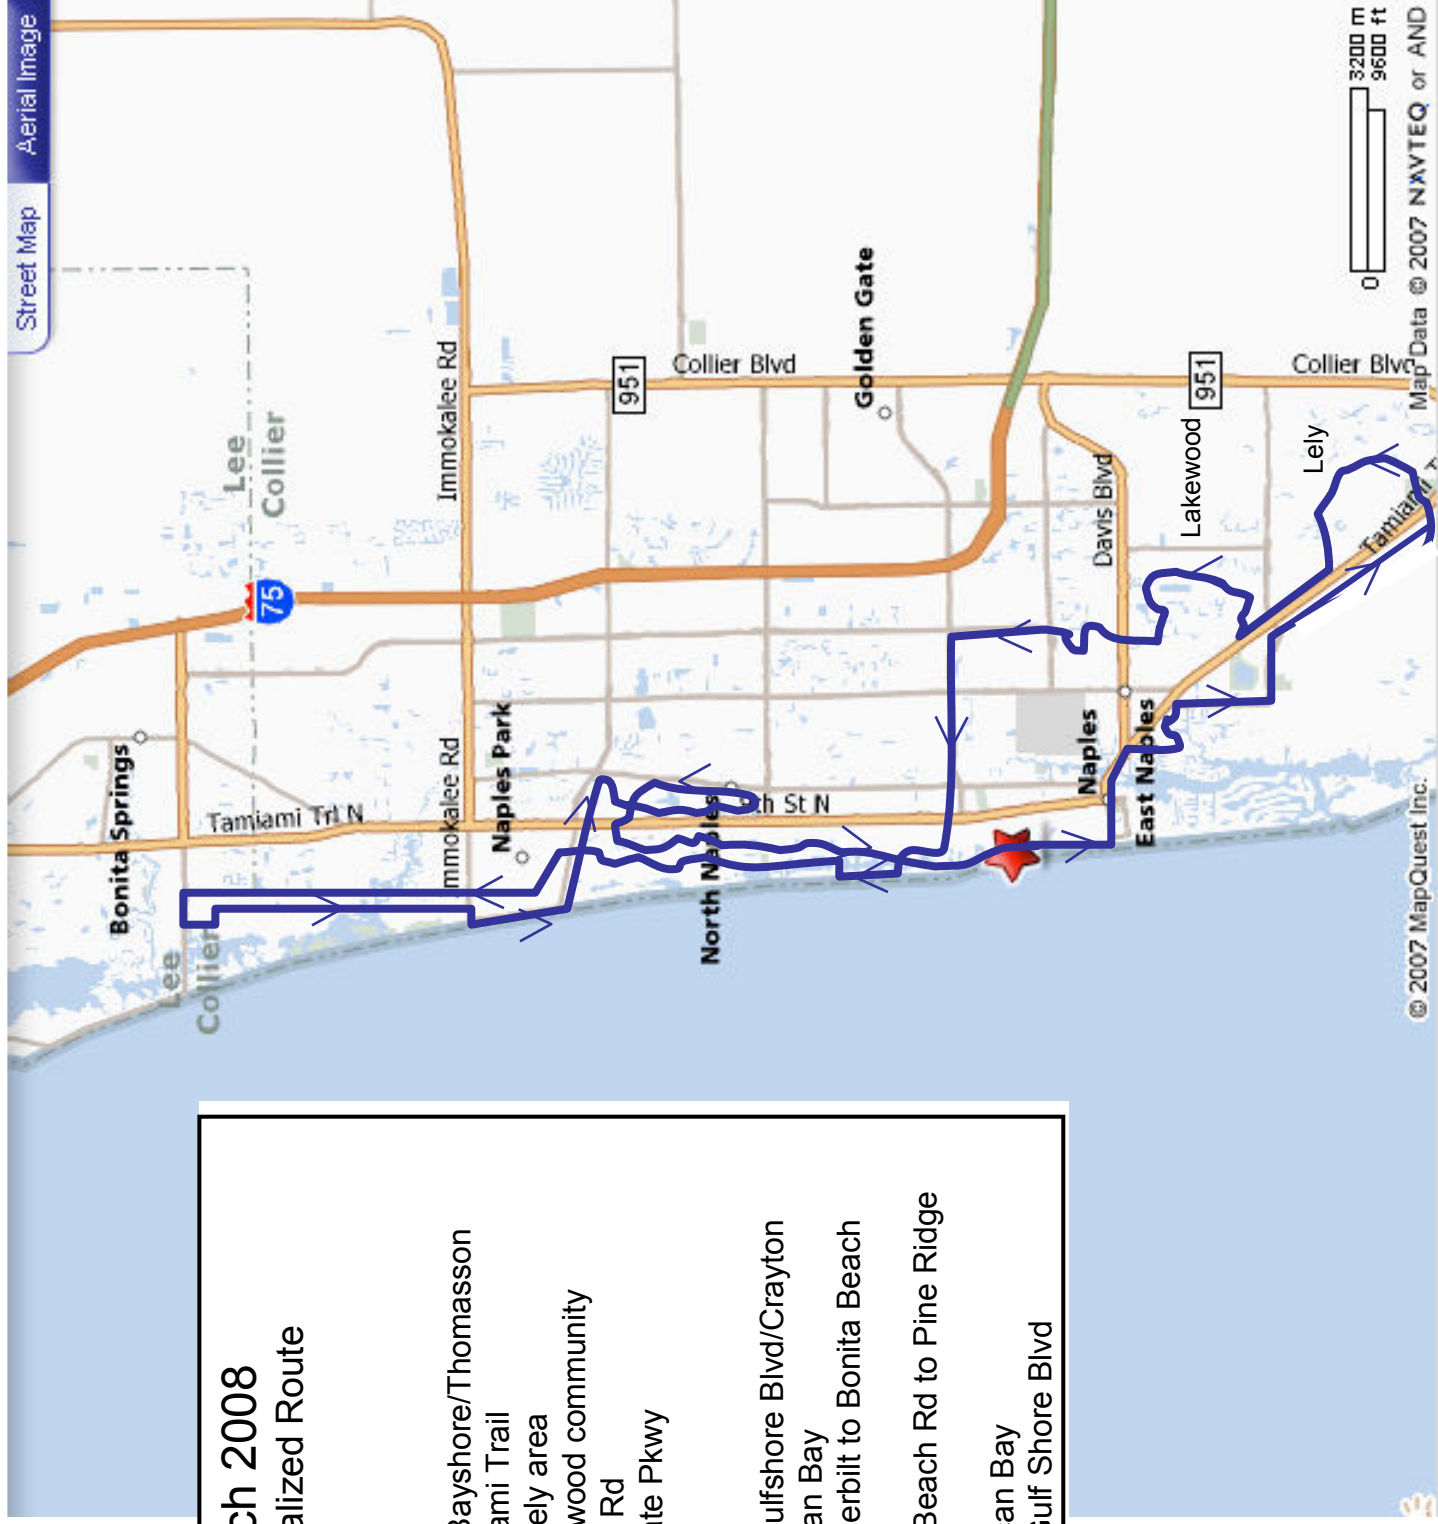 Street Map
Aerial Image
Lee
Collier
Lee
Collier
75
Bonita Springs
Tamiami Trl N
Immokalee Rd
mmokalee Rd
Naples Park
951
Collier Blvd
Golden Gate
North Naples
th St N
Naples
East Naples
Davis Blvd
951
Lakewood
Collier Blvd
Lely
Tamiami T
0
3200 m
9600 ft
Map Data © 2007 NAVTEQ or AND
© 2007 MapQuest Inc.
ch 2008
alized Route
Bayshore/Thomasson
ami Trail
ely area
wood community
Rd
te Pkwy
ulfshore Blvd/Crayton
an Bay
erbilt to Bonita Beach
Beach Rd to Pine Ridge
an Bay
Gulf Shore Blvd